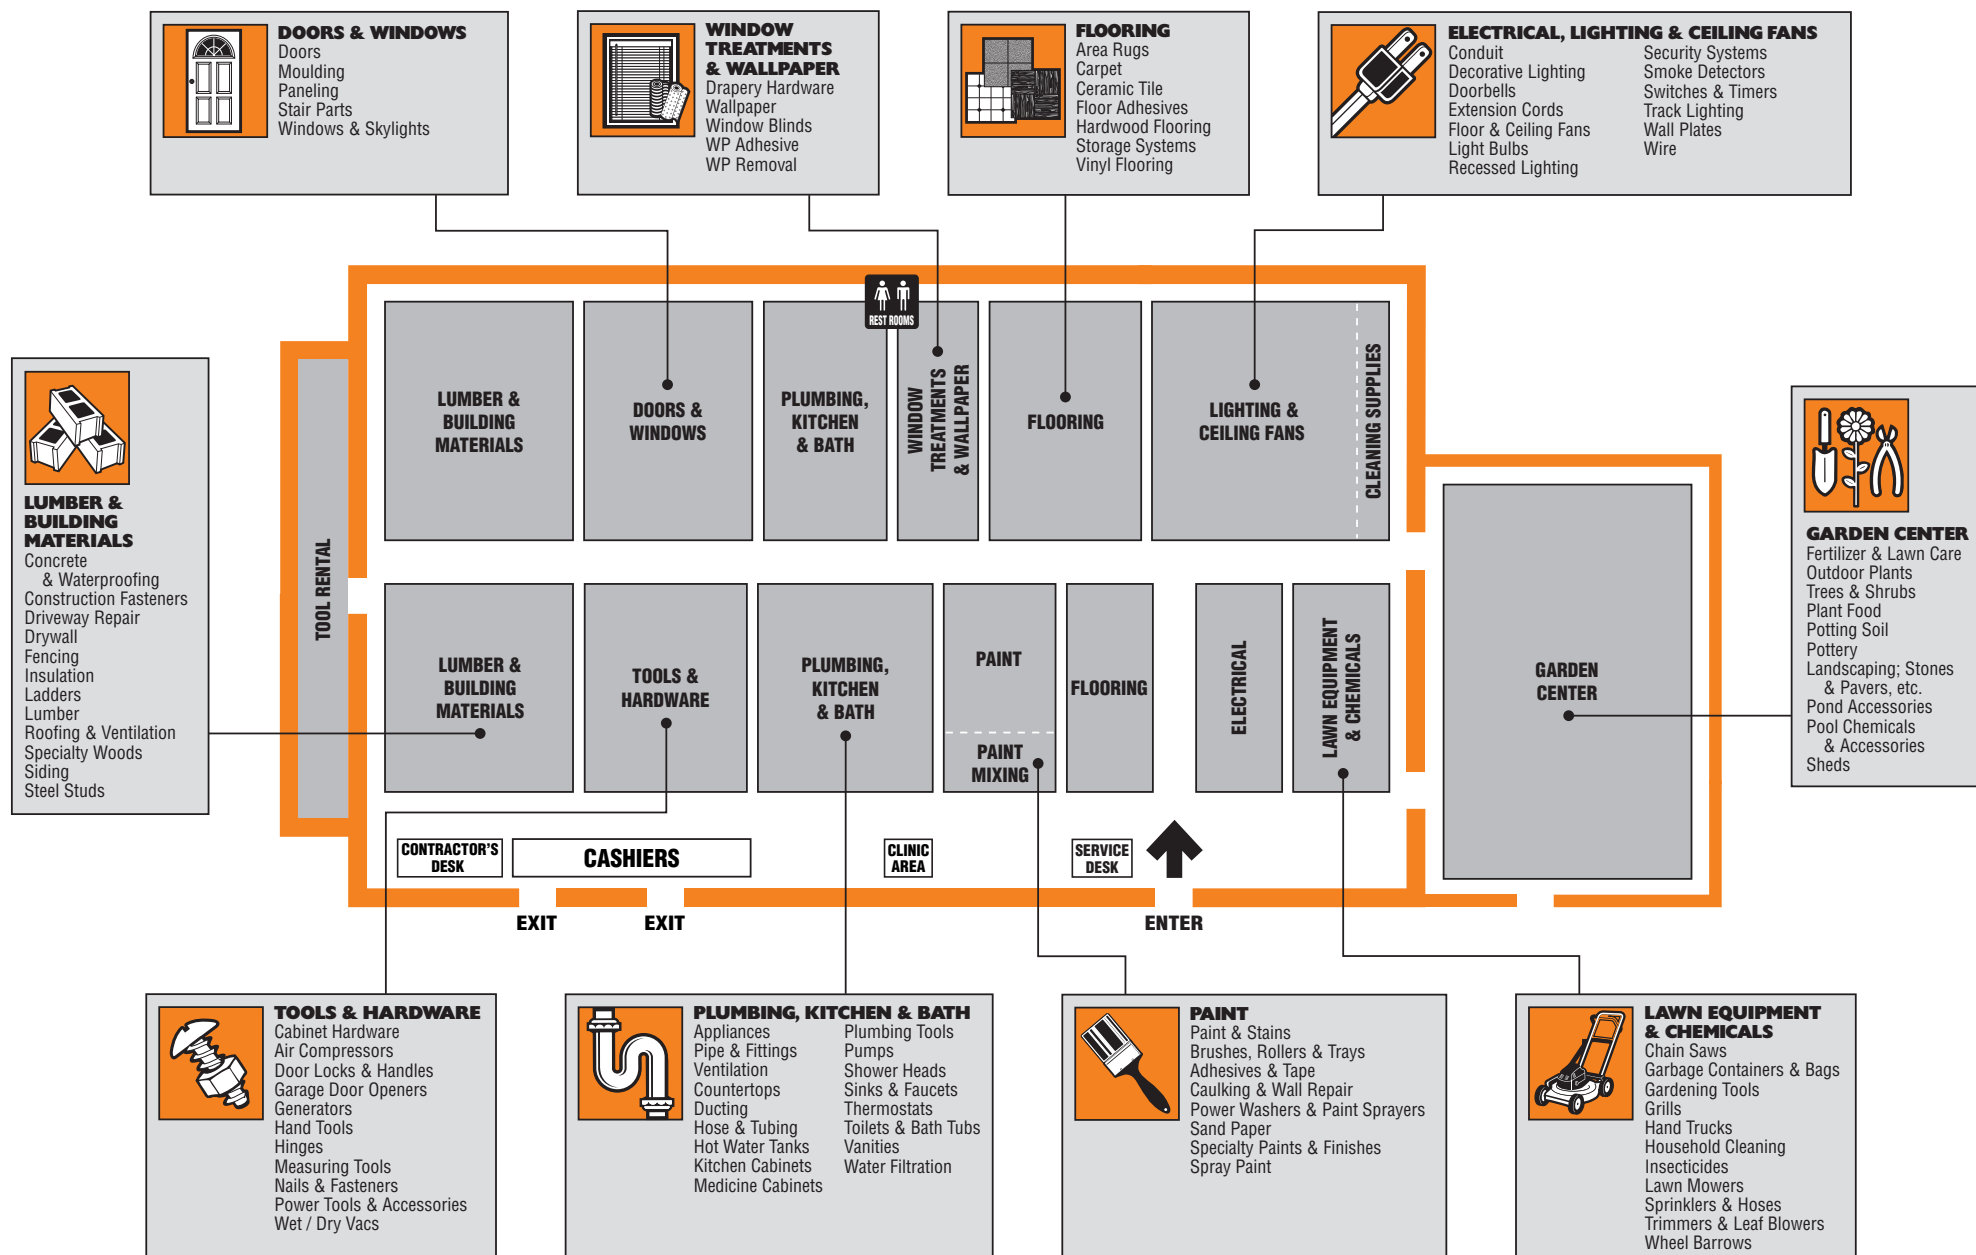 DOORS & WINDOWS
Doors
Moulding
Paneling
Stair Parts
Windows & Skylights
WINDOW
TREATMENTS
& WALLPAPER
Drapery Hardware
Wallpaper
Window Blinds
WP Adhesive
WP Removal
FLOORING
Area Rugs
Carpet
Ceramic Tile
Floor Adhesives
Hardwood Flooring
Storage Systems
Vinyl Flooring
ELECTRICAL, LIGHTING & CEILING FANS
Conduit
Decorative Lighting
Doorbells
Extension Cords
Floor & Ceiling Fans
Light Bulbs
Recessed Lighting
Security Systems
Smoke Detectors
Switches & Timers
Track Lighting
Wall Plates
Wire
LUMBER &
BUILDING
MATERIALS
Concrete
& Waterproofing
Construction Fasteners
Driveway Repair
Drywall
Fencing
Insulation
Ladders
Lumber
Roofing & Ventilation
Specialty Woods
Siding
Steel Studs
TOOL RENTAL
LUMBER &
BUILDING
MATERIALS
DOORS &
WINDOWS
PLUMBING,
KITCHEN
& BATH
REST ROOMS
WINDOW
TREATMENTS
& WALLPAPER
FLOORING
LIGHTING &
CEILING FANS
CLEANING SUPPLIES
LUMBER &
BUILDING
MATERIALS
TOOLS &
HARDWARE
PLUMBING,
KITCHEN
& BATH
PAINT
PAINT
MIXING
FLOORING
ELECTRICAL
LAWN EQUIPMENT
& CHEMICALS
GARDEN
CENTER
GARDEN CENTER
Fertilizer & Lawn Care
Outdoor Plants
Trees & Shrubs
Plant Food
Potting Soil
Pottery
Landscaping; Stones
& Pavers, etc.
Pond Accessories
Pool Chemicals
& Accessories
Sheds
CONTRACTOR'S
DESK
CASHIERS
CLINIC
AREA
SERVICE
DESK
EXIT
EXIT
ENTER
TOOLS & HARDWARE
Cabinet Hardware
Air Compressors
Door Locks & Handles
Garage Door Openers
Generators
Hand Tools
Hinges
Measuring Tools
Nails & Fasteners
Power Tools & Accessories
Wet / Dry Vacs
PLUMBING, KITCHEN & BATH
Appliances
Pipe & Fittings
Ventilation
Countertops
Ducting
Hose & Tubing
Hot Water Tanks
Kitchen Cabinets
Medicine Cabinets
Plumbing Tools
Pumps
Shower Heads
Sinks & Faucets
Thermostats
Toilets & Bath Tubs
Vanities
Water Filtration
PAINT
Paint & Stains
Brushes, Rollers & Trays
Adhesives & Tape
Caulking & Wall Repair
Power Washers & Paint Sprayers
Sand Paper
Specialty Paints & Finishes
Spray Paint
LAWN EQUIPMENT
& CHEMICALS
Chain Saws
Garbage Containers & Bags
Gardening Tools
Grills
Hand Trucks
Household Cleaning
Insecticides
Lawn Mowers
Sprinklers & Hoses
Trimmers & Leaf Blowers
Wheel Barrows